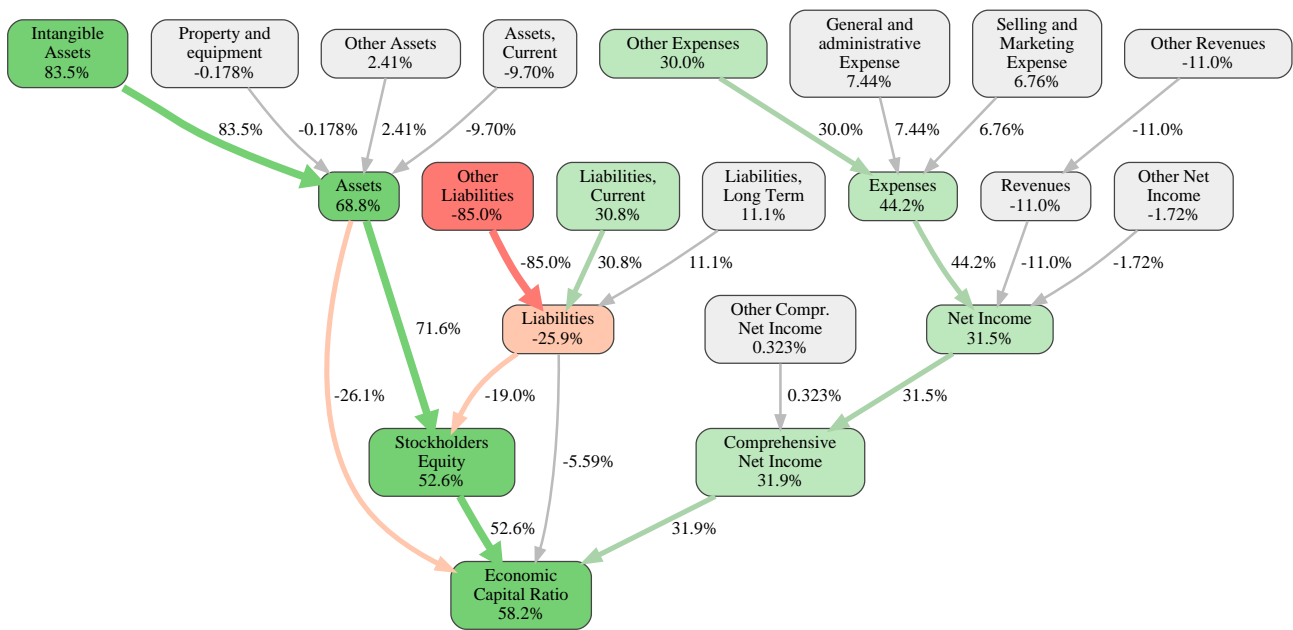 Intangible
Assets
83.5%
Property and
equipment
-0.178%
Other Assets
2.41%
Assets,
Current
-9.70%
Other Expenses
30.0%
General and
administrative
Expense
7.44%
Selling and
Marketing
Expense
6.76%
Other Revenues
-11.0%
83.5%
-0.178%
2.41%
-9.70%
30.0%
7.44%
6.76%
-11.0%
Assets
68.8%
Other
Liabilities
-85.0%
Liabilities,
Current
30.8%
Liabilities,
Long Term
11.1%
Expenses
44.2%
Revenues
-11.0%
Other Net
Income
-1.72%
-85.0%
30.8%
11.1%
44.2%
-11.0%
-1.72%
71.6%
Liabilities
-25.9%
Other Compr.
Net Income
0.323%
Net Income
31.5%
-26.1%
-19.0%
0.323%
31.5%
Stockholders
Equity
52.6%
-5.59%
Comprehensive
Net Income
31.9%
52.6%
31.9%
Economic
Capital Ratio
58.2%